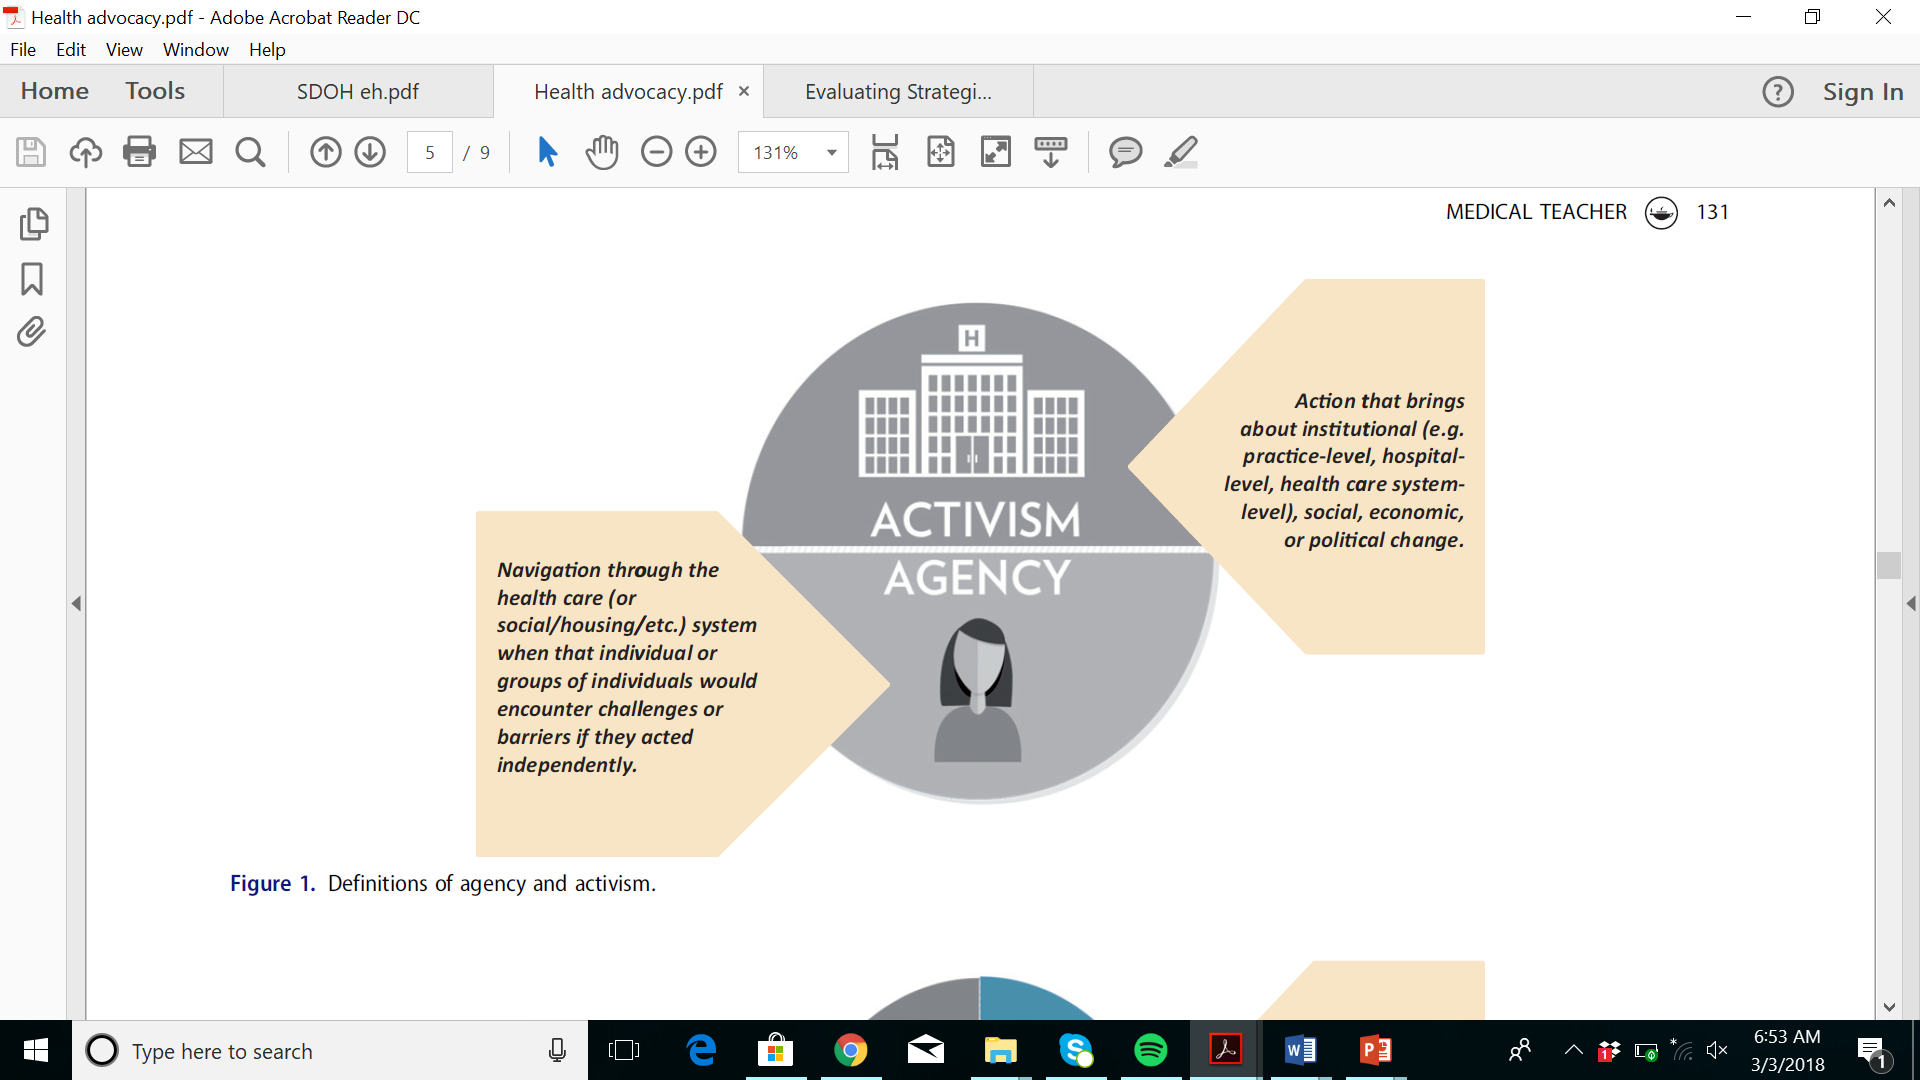 Health advocacy.pdf - Adobe Acrobat Reader DC
File Edit View Window Help
Home Tools SDOH eh.pdf Health advocacy.pdf × Evaluating Strategi... ? Sign In
5 / 9 131%
MEDICAL TEACHER 131
H
ACTIVISM
AGENCY
Action that brings
about institutional (e.g.
practice-level, hospital-
level, health care system-
level), social, economic,
or political change.
Navigation through the
health care (or
social/housing/etc.) system
when that individual or
groups of individuals would
encounter challenges or
barriers if they acted
independently.
Figure 1. Definitions of agency and activism.
Type here to search
6:53 AM
3/3/2018
1
1